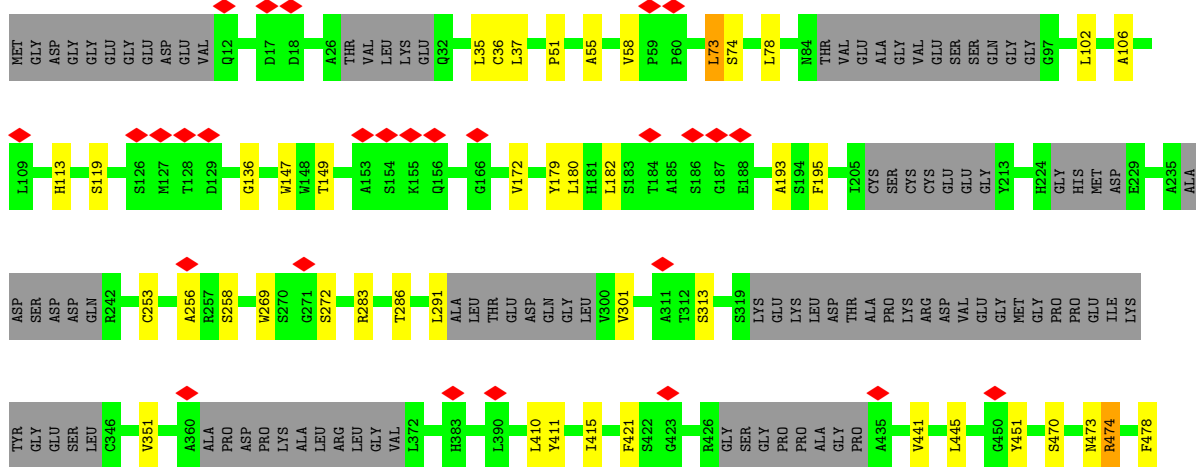 MET GLY ASP GLY GLY GLU GLY GLU ASP GLU VAL Q12 D17 D18 A26 THR VAL LEU LYS GLU Q32 L35 C36 L37 P51 A55 V58 P59 P60 L73 S74 L78 N84 THR VAL GLU ALA GLY VAL GLU SER SER GLN GLY GLY G97 L102 A106
L109 H113 S119 S126 M127 T128 D129 G136 W147 W148 T149 A153 S154 K155 Q156 G166 V172 Y179 L180 H181 L182 S183 T184 A185 S186 G187 E188 A193 S194 F195 I205 CYS SER CYS CYS GLU GLU GLY Y213 H224 GLY HIS MET ASP E229 A235 ALA
ASP SER ASP ASP GLN R242 C253 A256 R257 S258 W269 S270 G271 S272 R283 T286 L291 ALA LEU THR GLU ASP GLN GLY LEU V300 V301 A311 T312 S313 S319 LYS GLU LYS LEU ASP THR ALA PRO LYS ARG ASP VAL GLU GLY MET GLY PRO PRO GLU ILE LYS
TYR GLY GLU SER LEU C346 V351 A360 ALA PRO ASP PRO LYS ALA LEU ARG LEU GLY VAL L372 H383 L390 L410 Y411 I415 F421 S422 G423 R426 GLY SER GLY PRO PRO ALA GLY PRO A435 V441 L445 G450 Y451 S470 N473 R474 F478